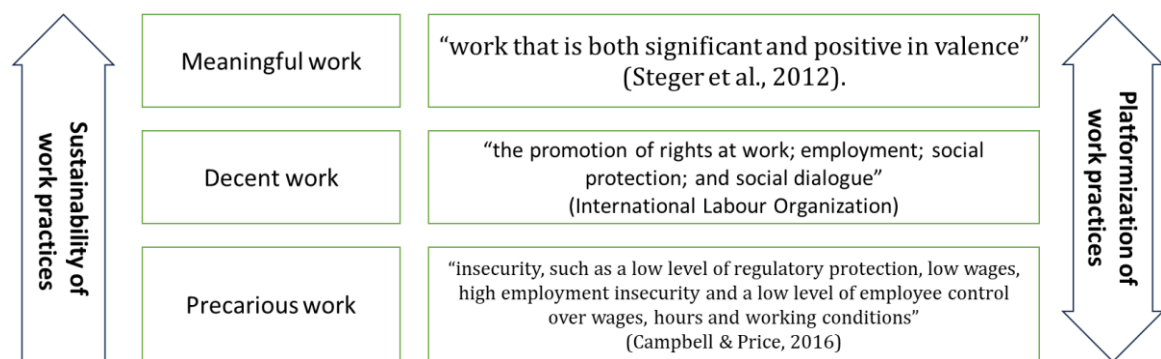 Sustainability of
work practices
Meaningful work
“work that is both significant and positive in valence”
(Steger et al., 2012).
Decent work
“the promotion of rights at work; employment; social
protection; and social dialogue”
(International Labour Organization)
Precarious work
“insecurity, such as a low level of regulatory protection, low wages,
high employment insecurity and a low level of employee control
over wages, hours and working conditions”
(Campbell & Price, 2016)
Platformization of
work practices